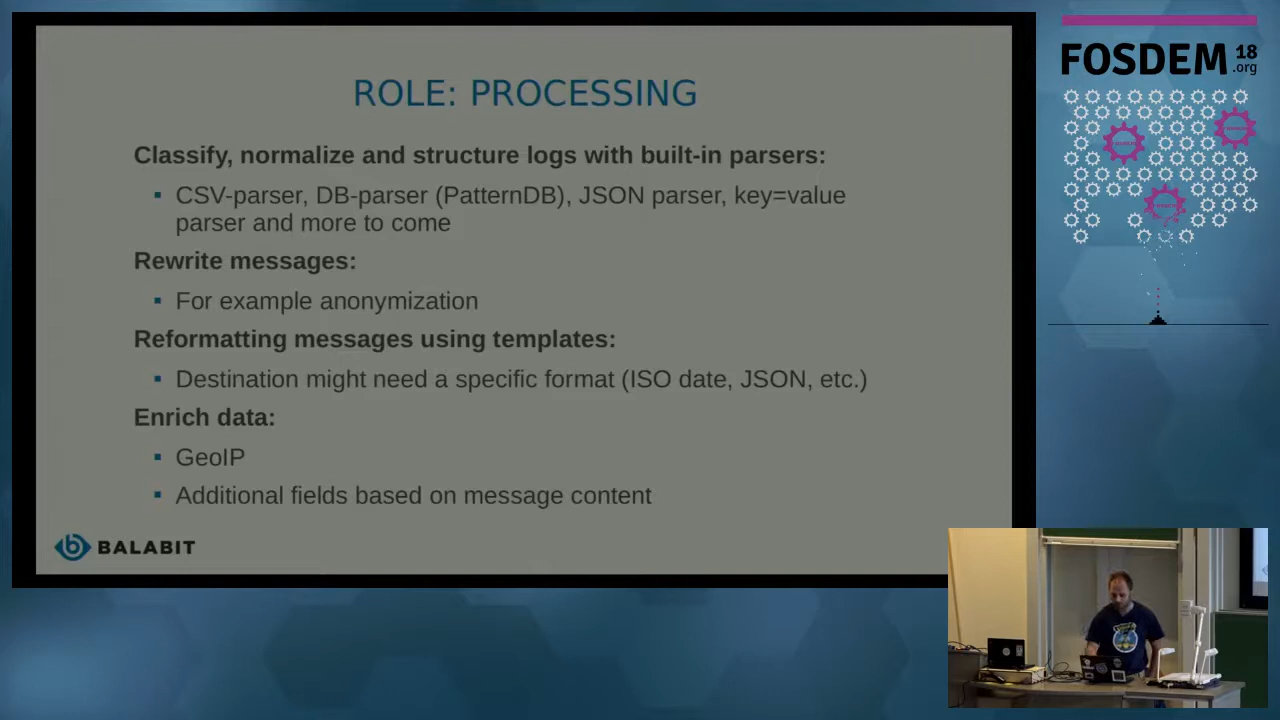 ROLE: PROCESSING
Classify, normalize and structure logs with built-in parsers:
CSV-parser, DB-parser (PatternDB), JSON parser, key=value
parser and more to come
Rewrite messages:
For example anonymization
Reformatting messages using templates:
Destination might need a specific format (ISO date, JSON, etc.)
Enrich data:
GeoIP
Additional fields based on message content
BALABIT
FOSDEM 18
.org